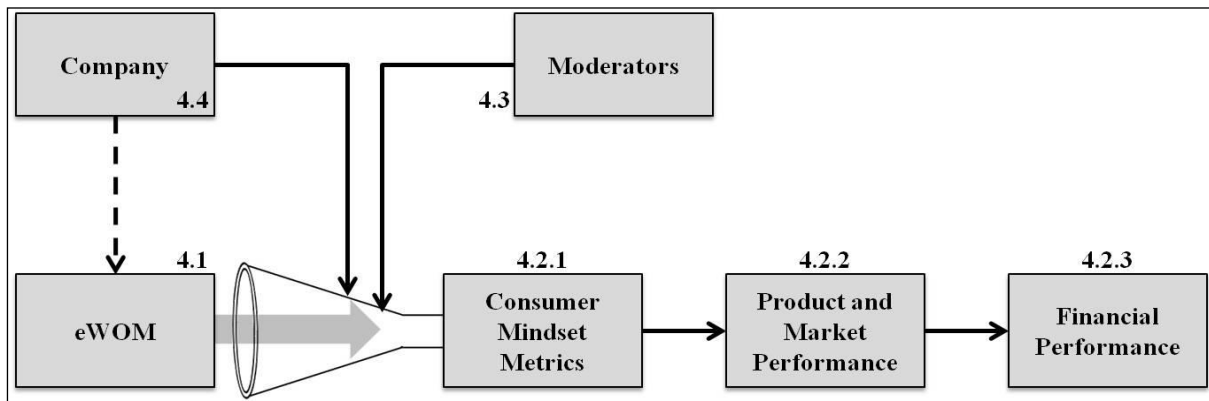 Company
4.4
Moderators
4.3
4.1
eWOM
4.2.1
Consumer
Mindset
Metrics
4.2.2
Product and
Market
Performance
4.2.3
Financial
Performance